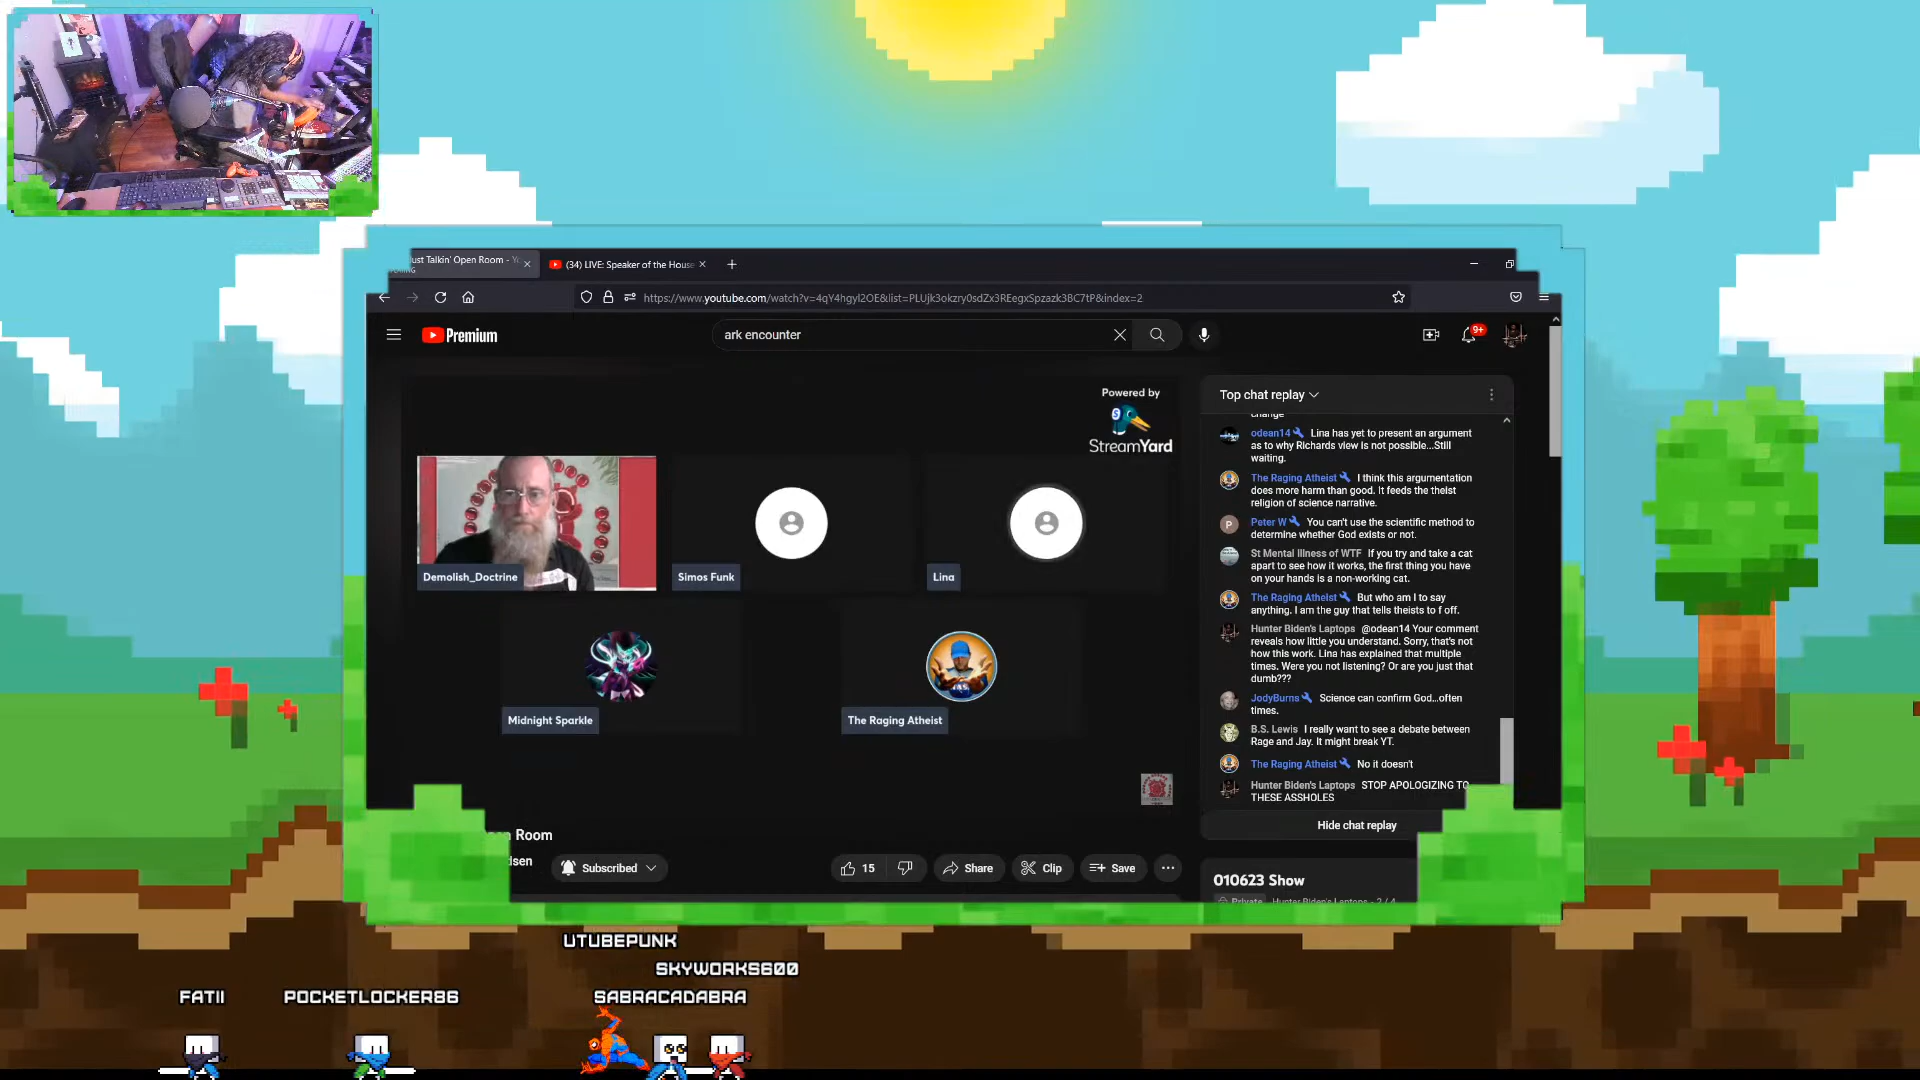 ust Talkin' Open Room - Yo
(34) LIVE: Speaker of the House
https://www.youtube.com/watch?v=4qY4hgyl2OE&list=PLUjk3okzry0sdZx3REegxSpzazk3BC7tP&index=2
Premium
ark encounter
9+
Powered by
StreamYard
Demolish_Doctrine
Simos Funk
Lina
Midnight Sparkle
The Raging Atheist
Top chat replay
change
odean14 Lina has yet to present an argument
as to why Richards view is not possible...Still
waiting.
The Raging Atheist I think this argumentation
does more harm than good. It feeds the theist
religion of science narrative.
P
Peter W You can't use the scientific method to
determine whether God exists or not.
St Mental Illness of WTF If you try and take a cat
apart to see how it works, the first thing you have
on your hands is a non-working cat.
The Raging Atheist But who am I to say
anything. I am the guy that tells theists to f off.
Hunter Biden's Laptops @odean14 Your comment
reveals how little you understand. Sorry, that's not
how this work. Lina has explained that multiple
times. Were you not listening? Or are you just that
dumb???
JodyBurns Science can confirm God...often
times.
B.S. Lewis I really want to see a debate between
Rage and Jay. It might break YT.
The Raging Atheist No it doesn't
Hunter Biden's Laptops STOP APOLOGIZING TO
THESE ASSHOLES
Hide chat replay
Room
dsen
Subscribed
15
Share
Clip
Save
010623 Show
Private Hunter Biden's Laptops - 2 / 4
UTUBEPUNK
SKYWORKS600
FATII
POCKETLOCKER86
SABRACADABRA